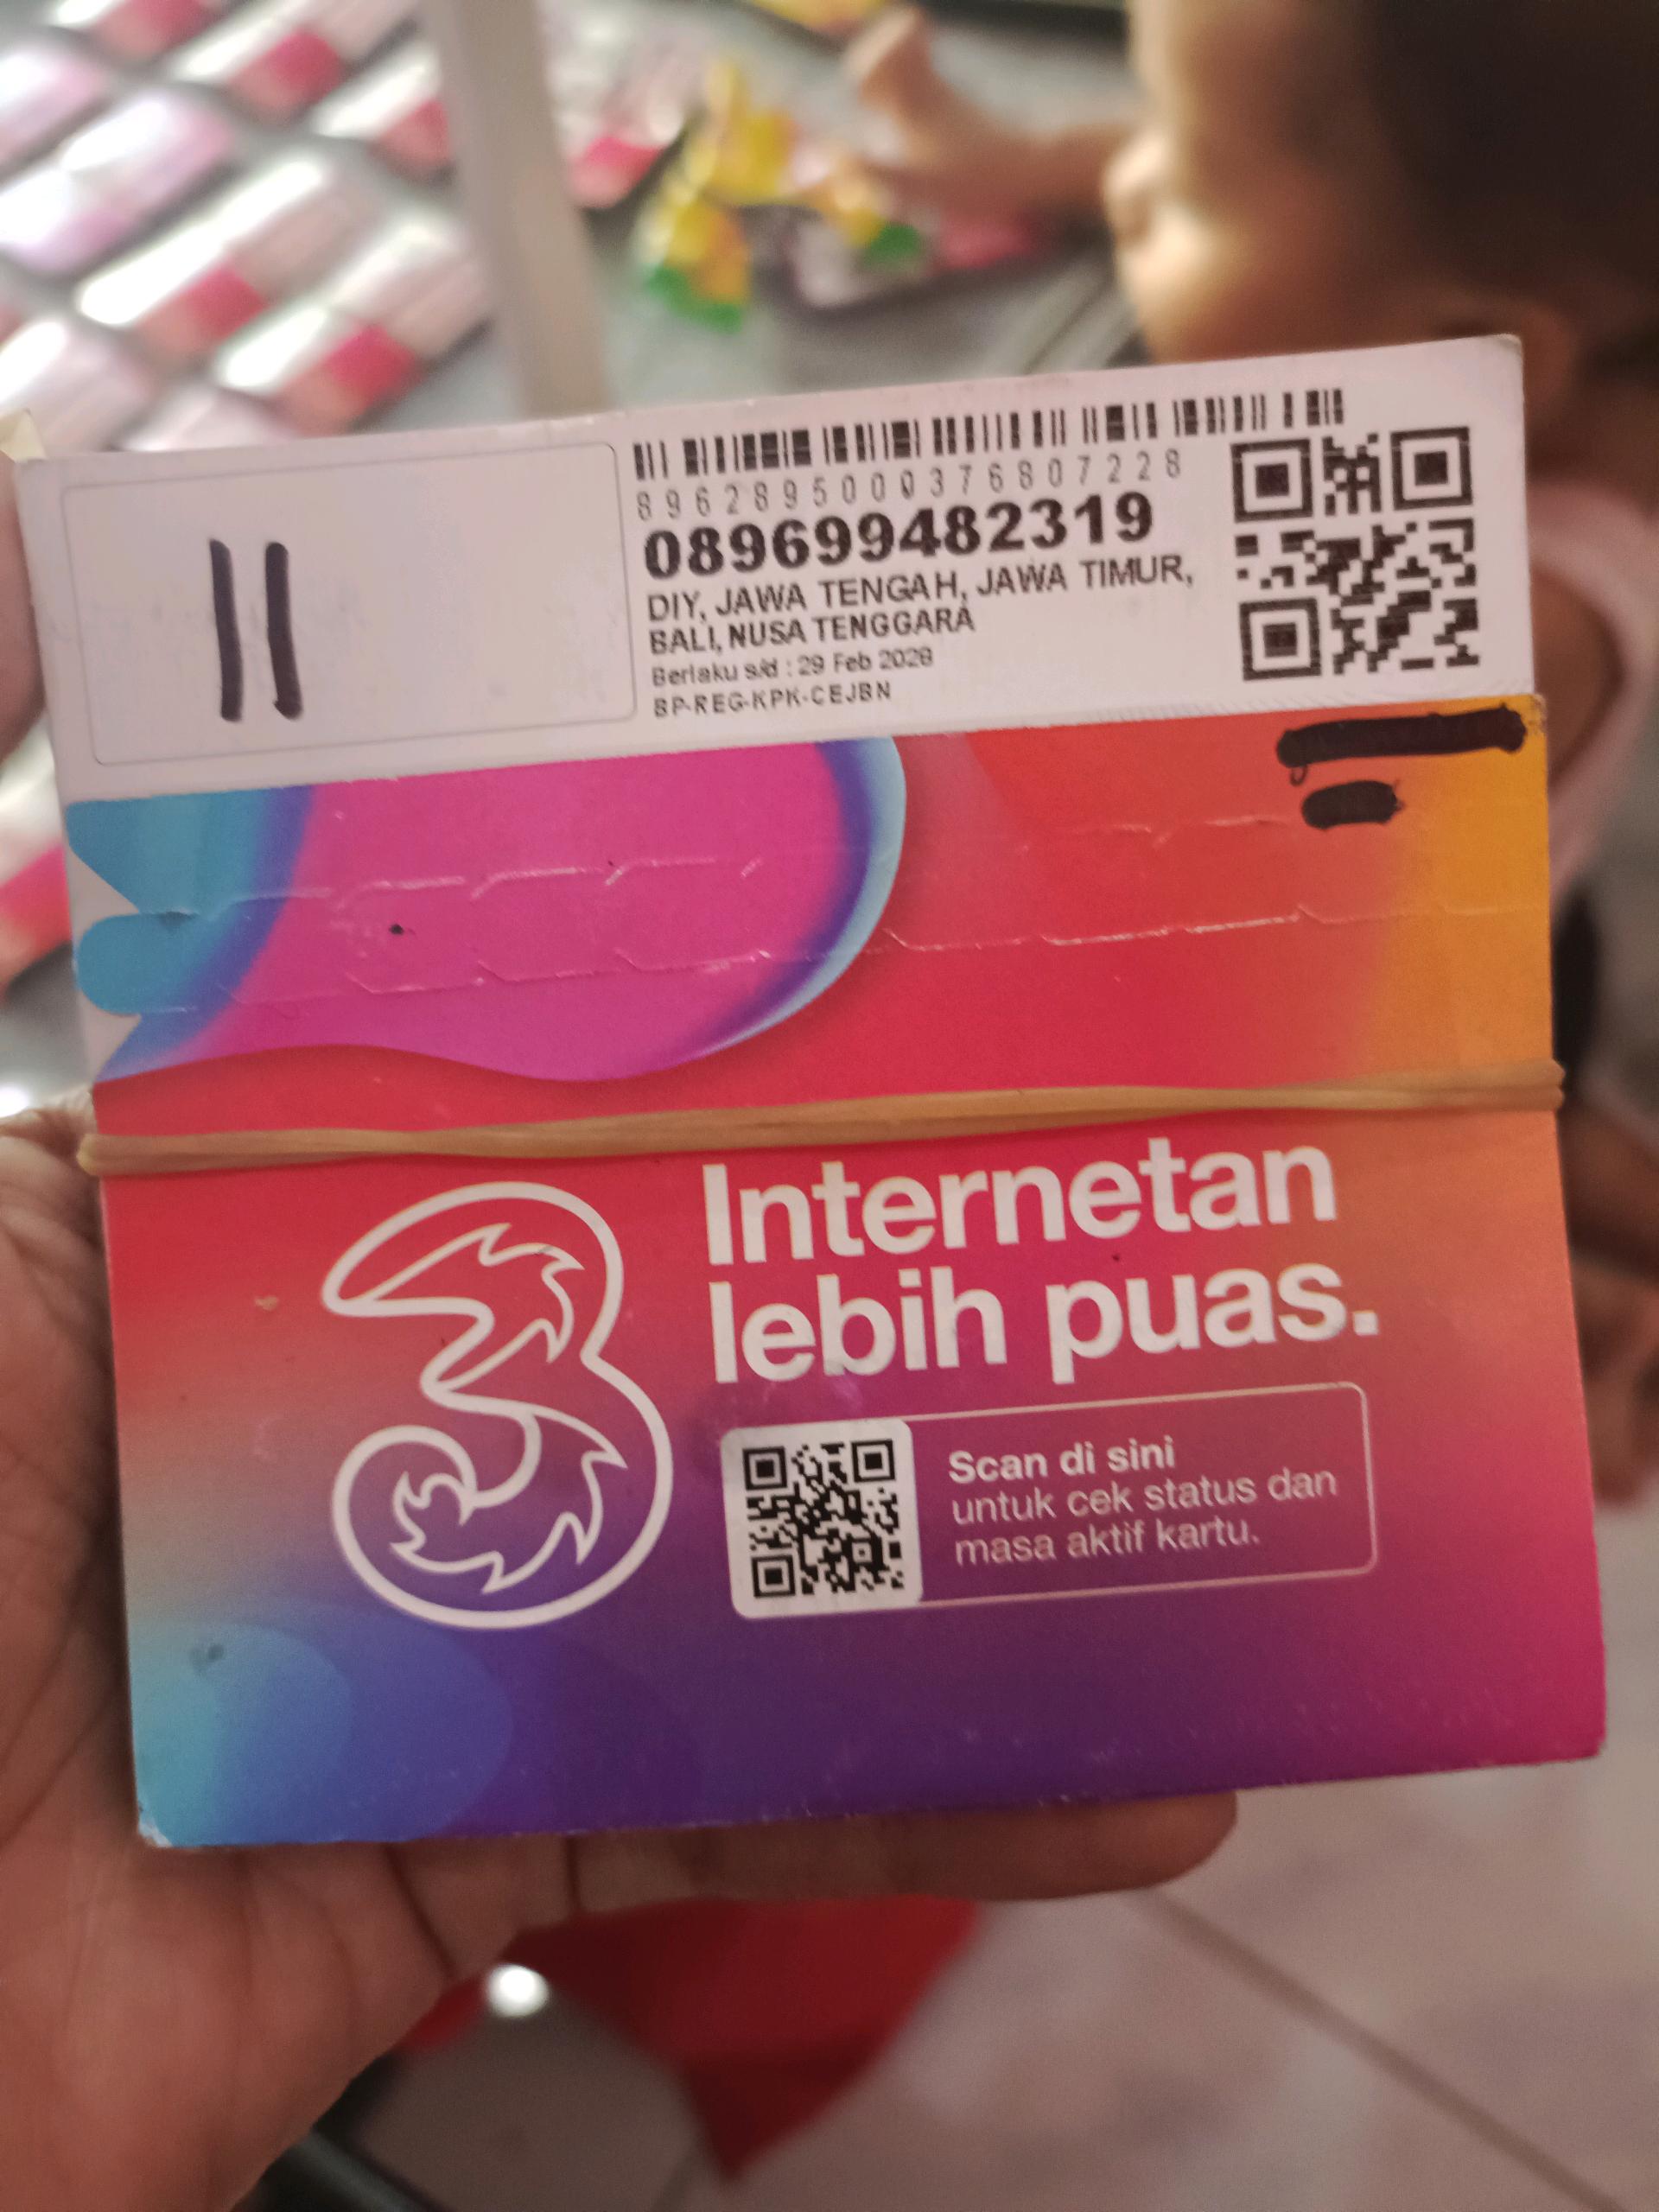 11
8962895000376807228
089699482319
DIY, JAWA TENGAH, JAWA TIMUR,
BALI, NUSA TENGGARA
Berlaku s/d : 29 Feb 2028
BP-REG-KPK-CEJBN
3
Internetan
lebih puas.
Scan di sini
untuk cek status dan
masa aktif kartu.